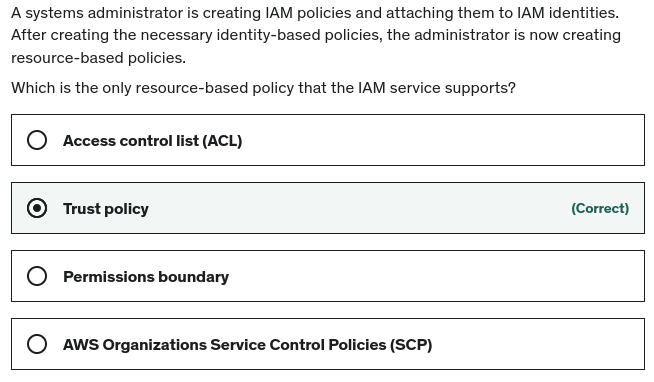 A systems administrator is creating IAM policies and attaching them to IAM identities.
After creating the necessary identity-based policies, the administrator is now creating
resource-based policies.
Which is the only resource-based policy that the IAM service supports?
Access control list (ACL)
Trust policy (Correct)
Permissions boundary
AWS Organizations Service Control Policies (SCP)